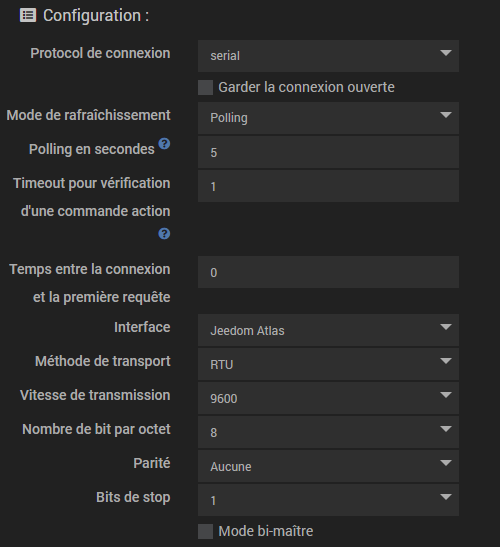 Configuration :
Protocol de connexion serial
Garder la connexion ouverte
Mode de rafraîchissement Polling
Polling en secondes ? 5
Timeout pour vérification 1
d'une commande action
?
Temps entre la connexion 0
et la première requête
Interface Jeedom Atlas
Méthode de transport RTU
Vitesse de transmission 9600
Nombre de bit par octet 8
Parité Aucune
Bits de stop 1
Mode bi-maître